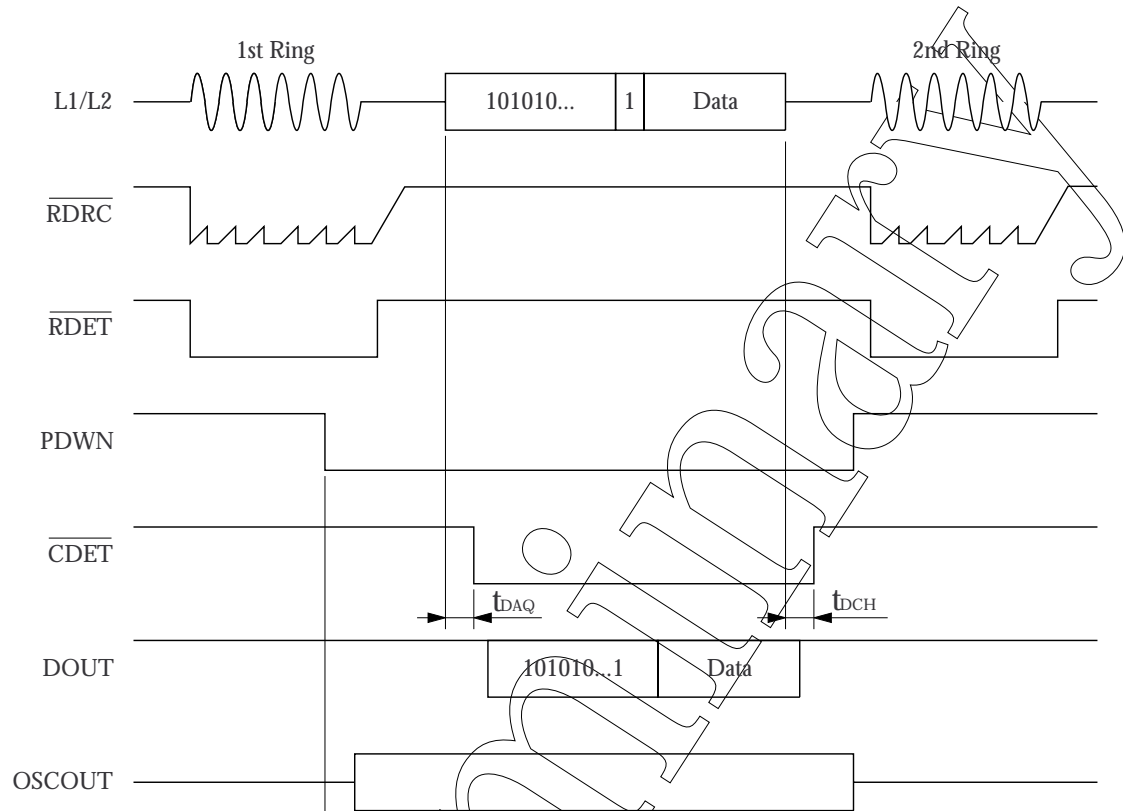 1st Ring
2nd Ring
L1/L2
101010...
1
Data
RDRC
RDET
PDWN
CDET
tDAQ
tDCH
DOUT
101010...1
Data
OSCOUT